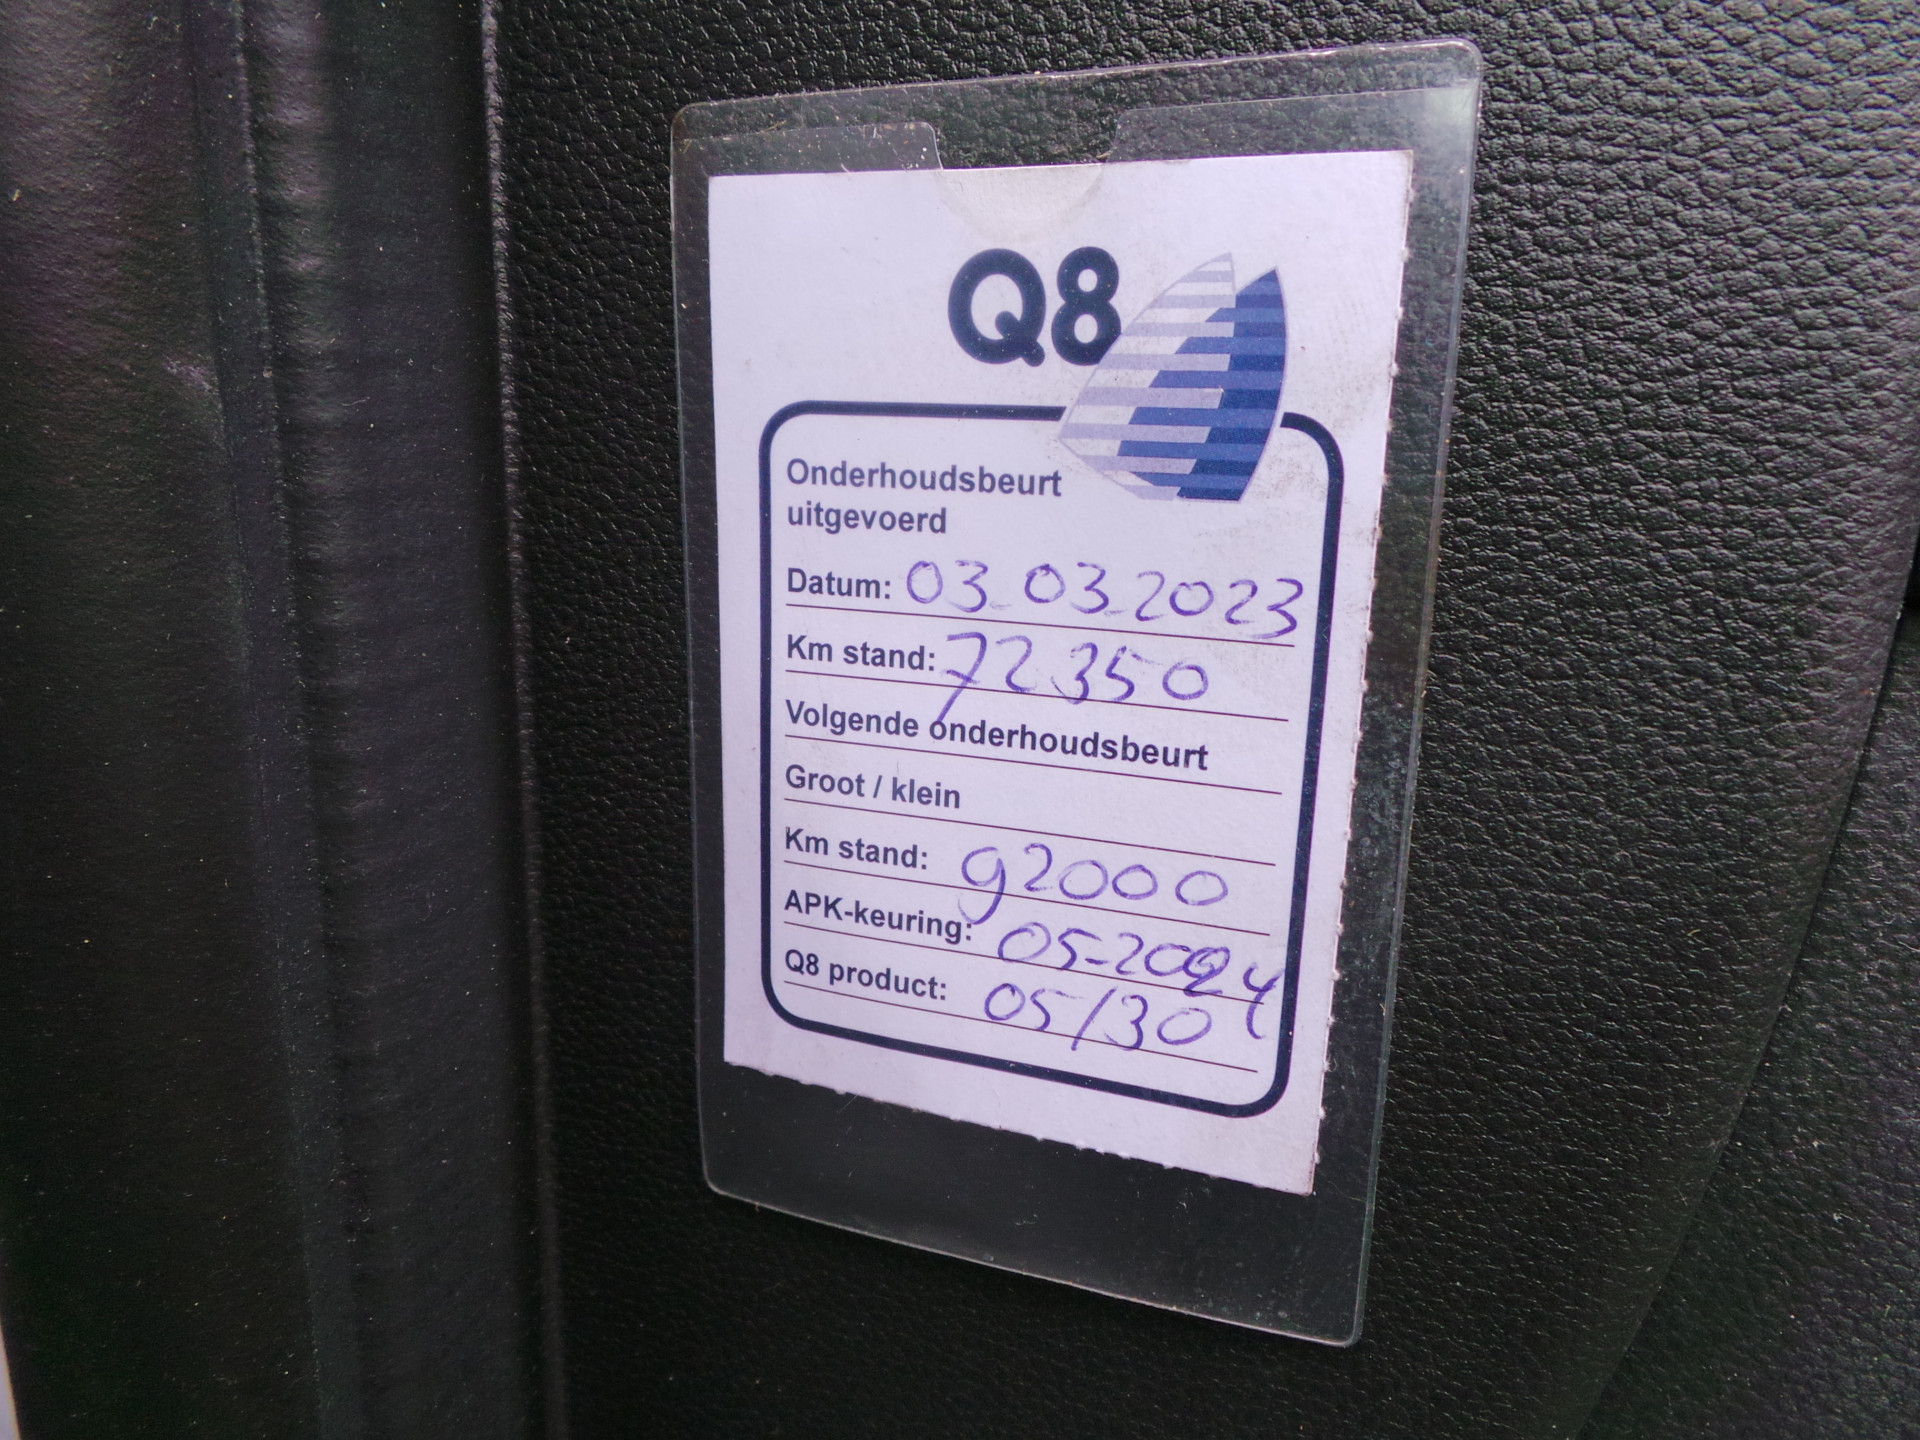 Q8
Onderhoudsbeurt
uitgevoerd
Datum: 03-03-2023
Km stand: 72350
Volgende onderhoudsbeurt
Groot / klein
Km stand: 92000
APK-keuring: 05-2024
Q8 product: 05/30